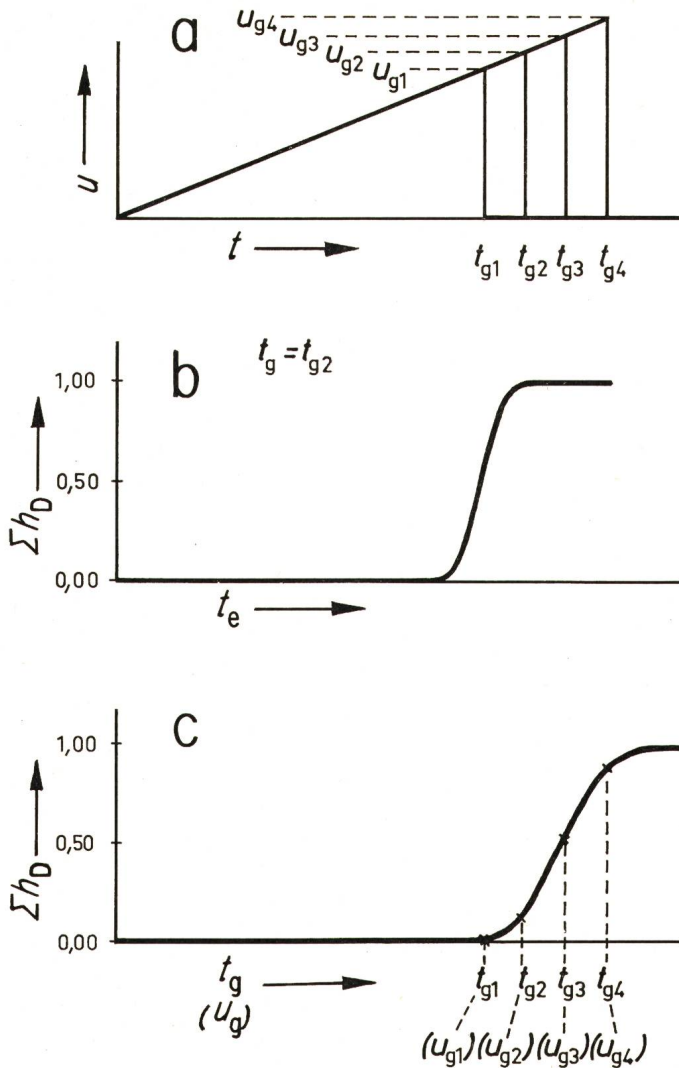 a
u_g4
u_g3
u_g2
u_g1
u
t
t_g1 t_g2 t_g3 t_g4
b
t_g = t_g2
1,00
0,50
0,00
Σh_D
t_e
c
1,00
0,50
0,00
Σh_D
t_g
(u_g)
t_g1 t_g2 t_g3 t_g4
(u_g1)(u_g2)(u_g3)(u_g4)